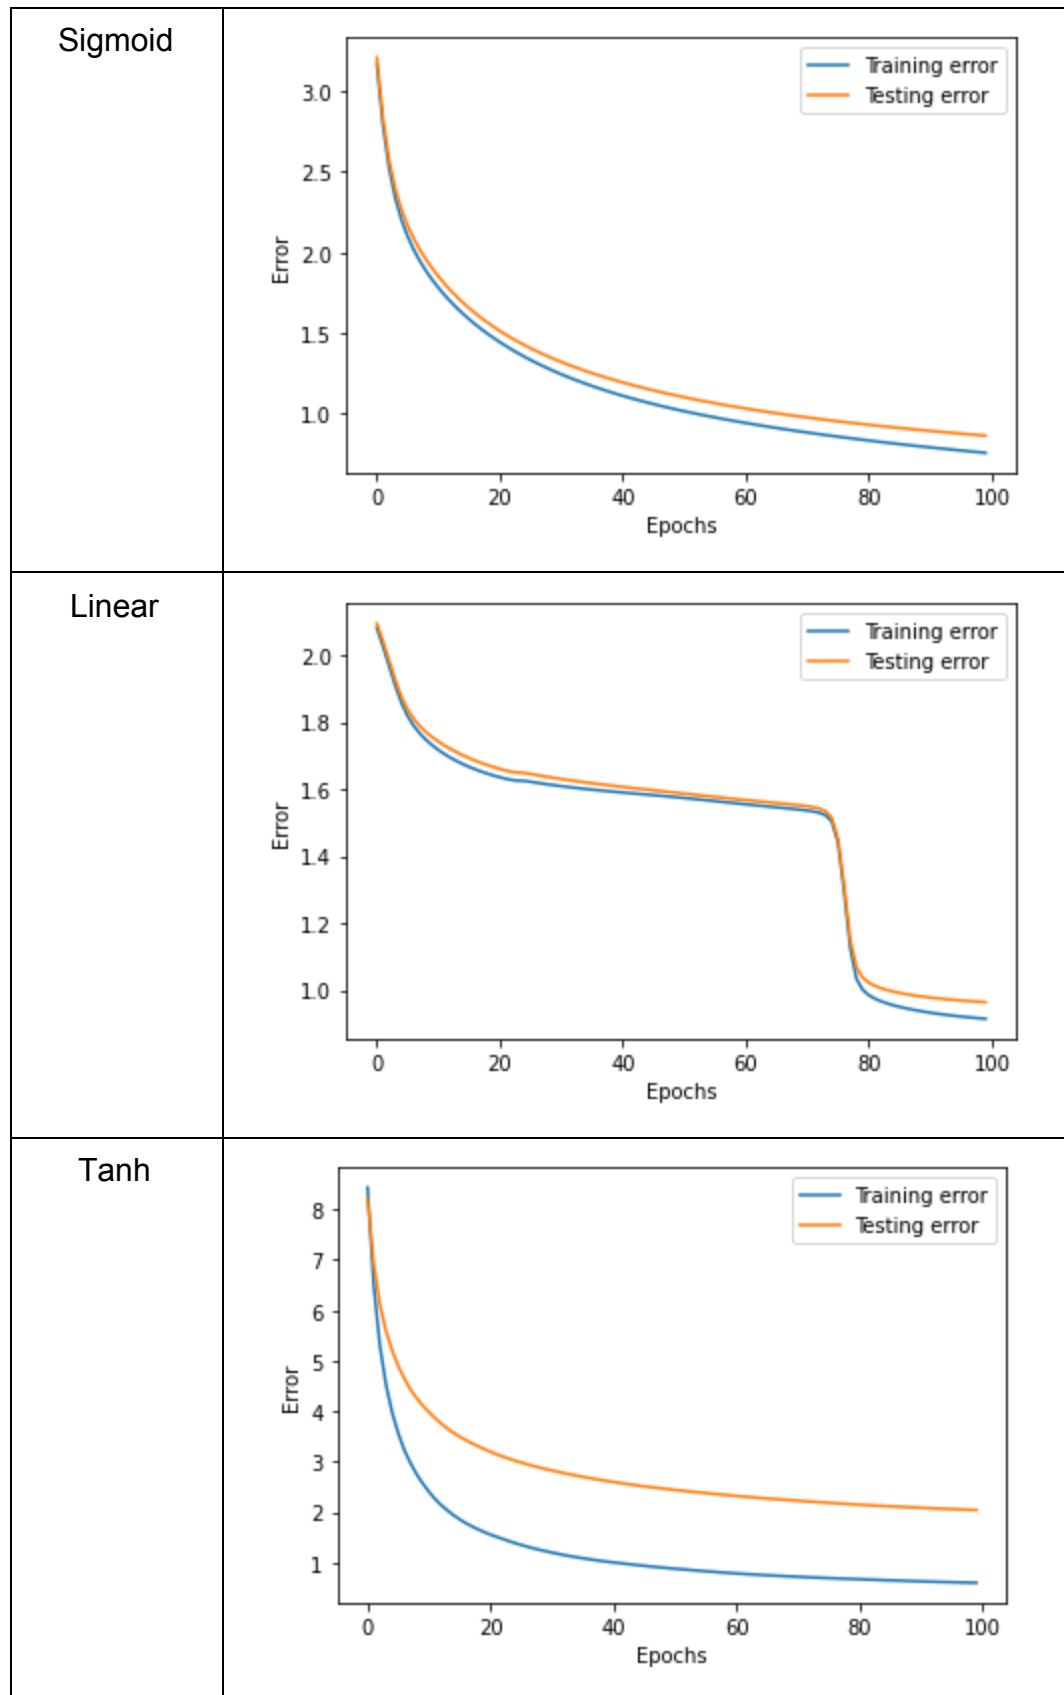 Sigmoid
Training error
Testing error
3.0
2.5
2.0
1.5
1.0
Error
0 20 40 60 80 100
Epochs
Linear
Training error
Testing error
2.0
1.8
1.6
1.4
1.2
1.0
Error
0 20 40 60 80 100
Epochs
Tanh
Training error
Testing error
8
7
6
5
4
3
2
1
Error
0 20 40 60 80 100
Epochs